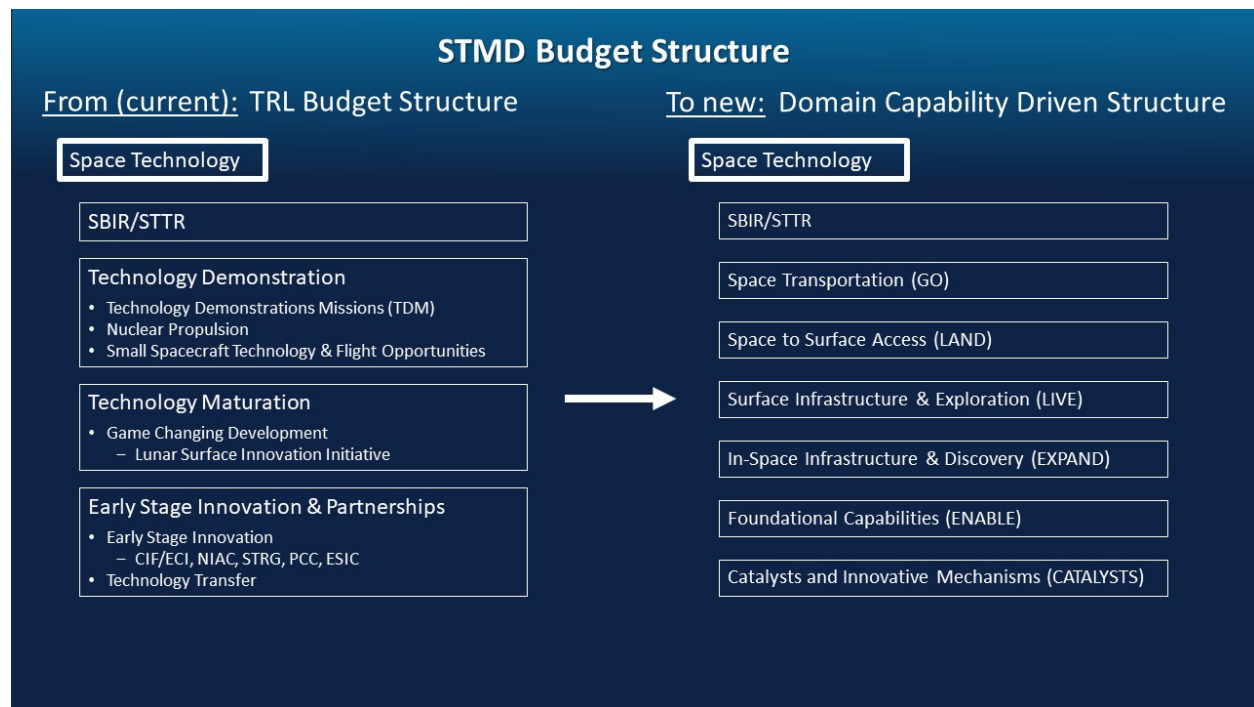 STMD Budget Structure
From (current): TRL Budget Structure
Space Technology
SBIR/STTR
Technology Demonstration
• Technology Demonstrations Missions (TDM)
• Nuclear Propulsion
• Small Spacecraft Technology & Flight Opportunities
Technology Maturation
• Game Changing Development
– Lunar Surface Innovation Initiative
Early Stage Innovation & Partnerships
• Early Stage Innovation
– CIF/ECI, NIAC, STRG, PCC, ESIC
• Technology Transfer
To new: Domain Capability Driven Structure
Space Technology
SBIR/STTR
Space Transportation (GO)
Space to Surface Access (LAND)
Surface Infrastructure & Exploration (LIVE)
In-Space Infrastructure & Discovery (EXPAND)
Foundational Capabilities (ENABLE)
Catalysts and Innovative Mechanisms (CATALYSTS)